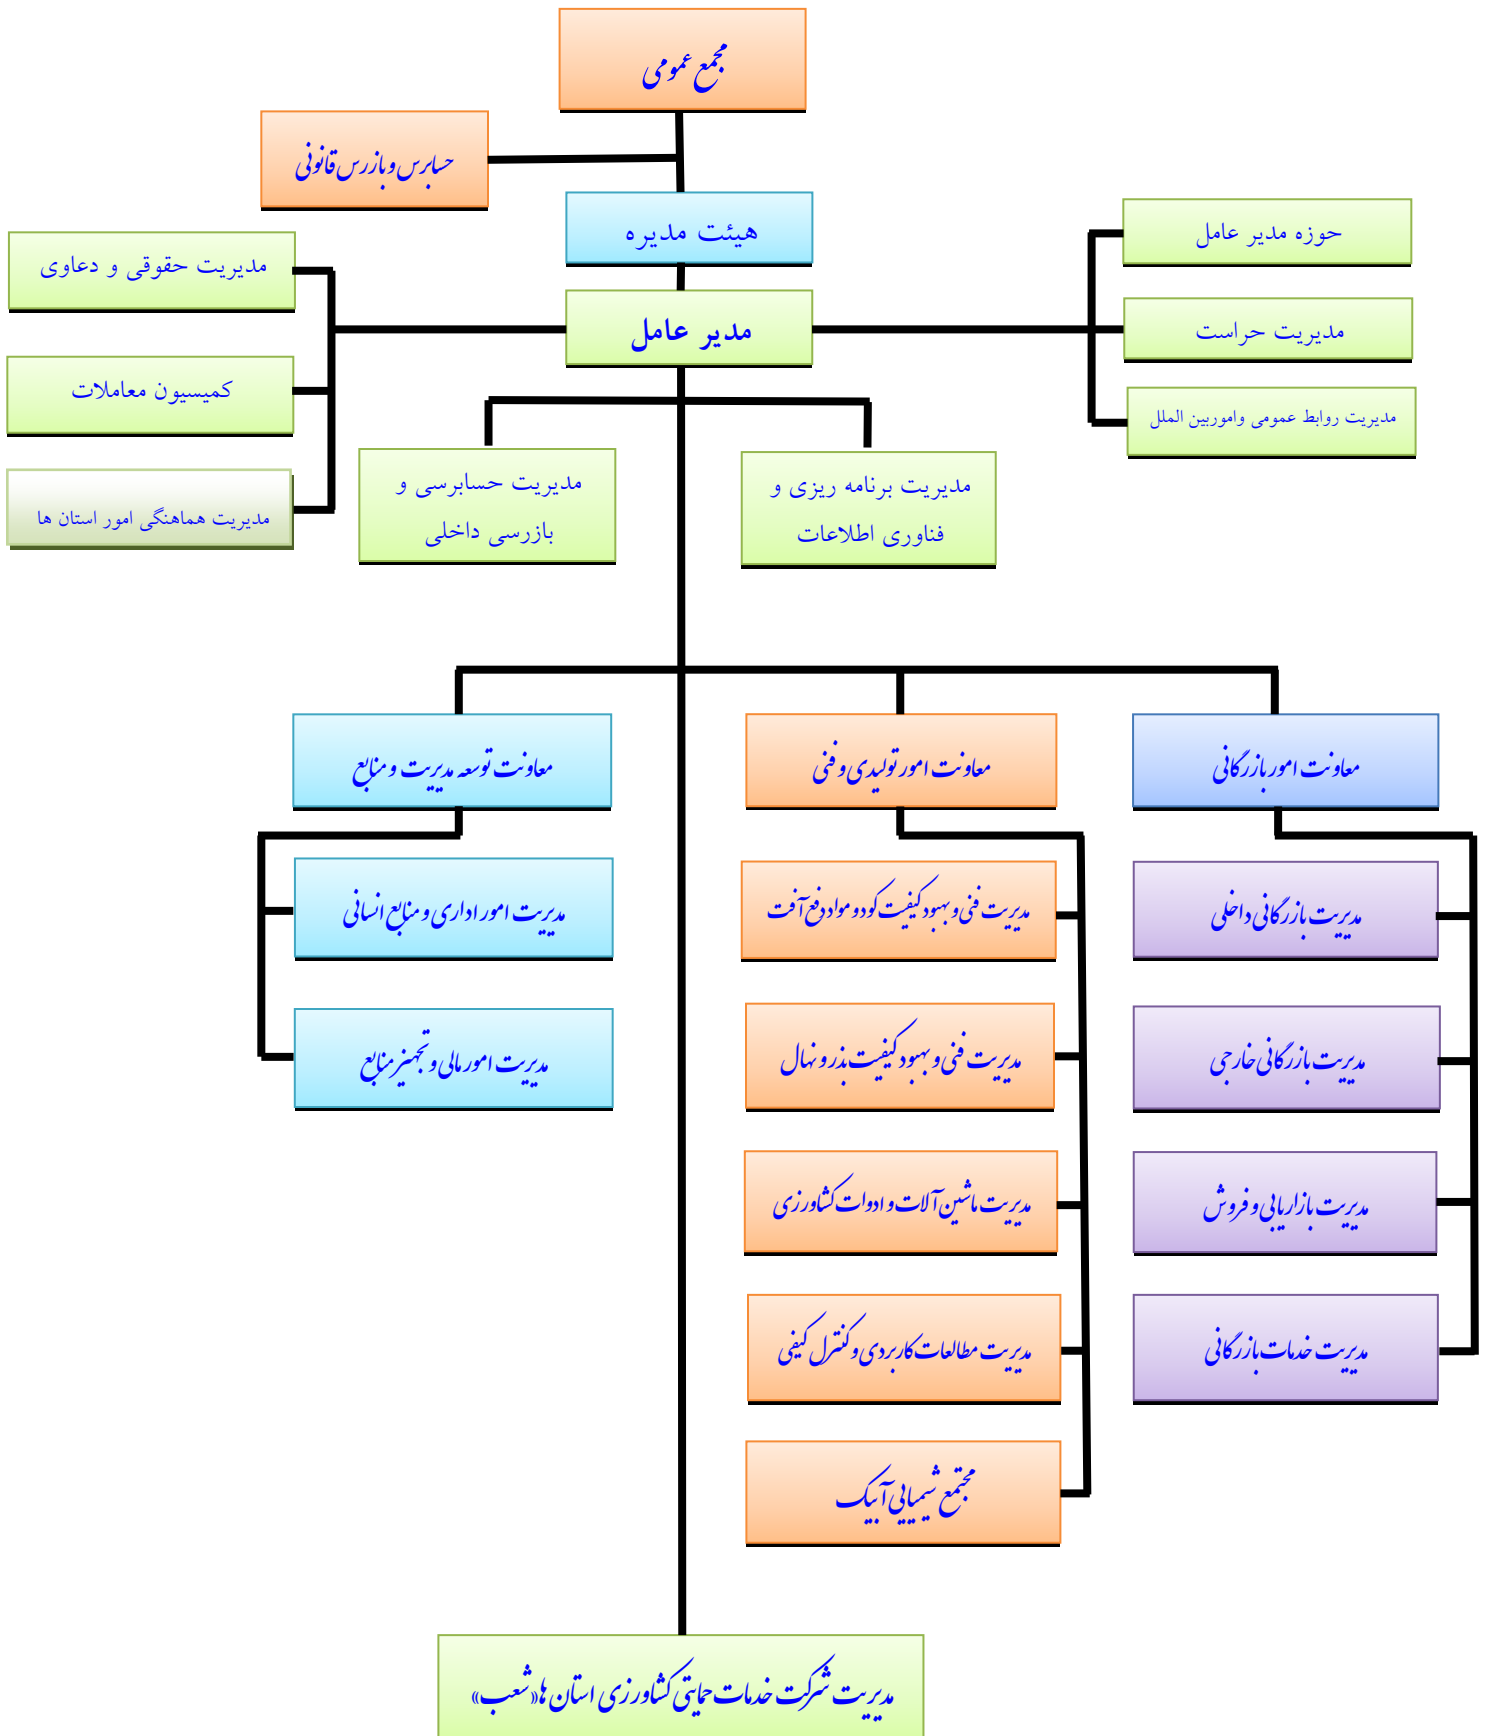 مجمع عمومی
حسابرس و بازرس قانونی
هیئت مدیره
مدیر عامل
حوزه مدیر عامل
مدیریت حراست
مدیریت روابط عمومی واموربین الملل
مدیریت حقوقی و دعاوی
کمیسیون معاملات
مدیریت هماهنگی امور استان ها
مدیریت برنامه ریزی و
فناوری اطلاعات
مدیریت حسابرسی و
بازرسی داخلی
معاونت امور بازرگانی
مدیریت بازرگانی داخلی
مدیریت بازرگانی خارجی
مدیریت بازاریابی و فروش
مدیریت خدمات بازرگانی
معاونت امور تولیدی و فنی
مدیریت فنی و بهبود کیفیت کود و مواد دفع آفت
مدیریت فنی و بهبود کیفیت بذر و نهال
مدیریت ماشین آلات و ادوات کشاورزی
مدیریت مطالعات کاربردی و کنترل کیفی
مجتمع شیمیایی آبیک
معاونت توسعه مدیریت و منابع
مدیریت امور اداری و منابع انسانی
مدیریت امور مالی و تجهیز منابع
مدیریت شرکت خدمات حمایتی کشاورزی استان ها«شعب»